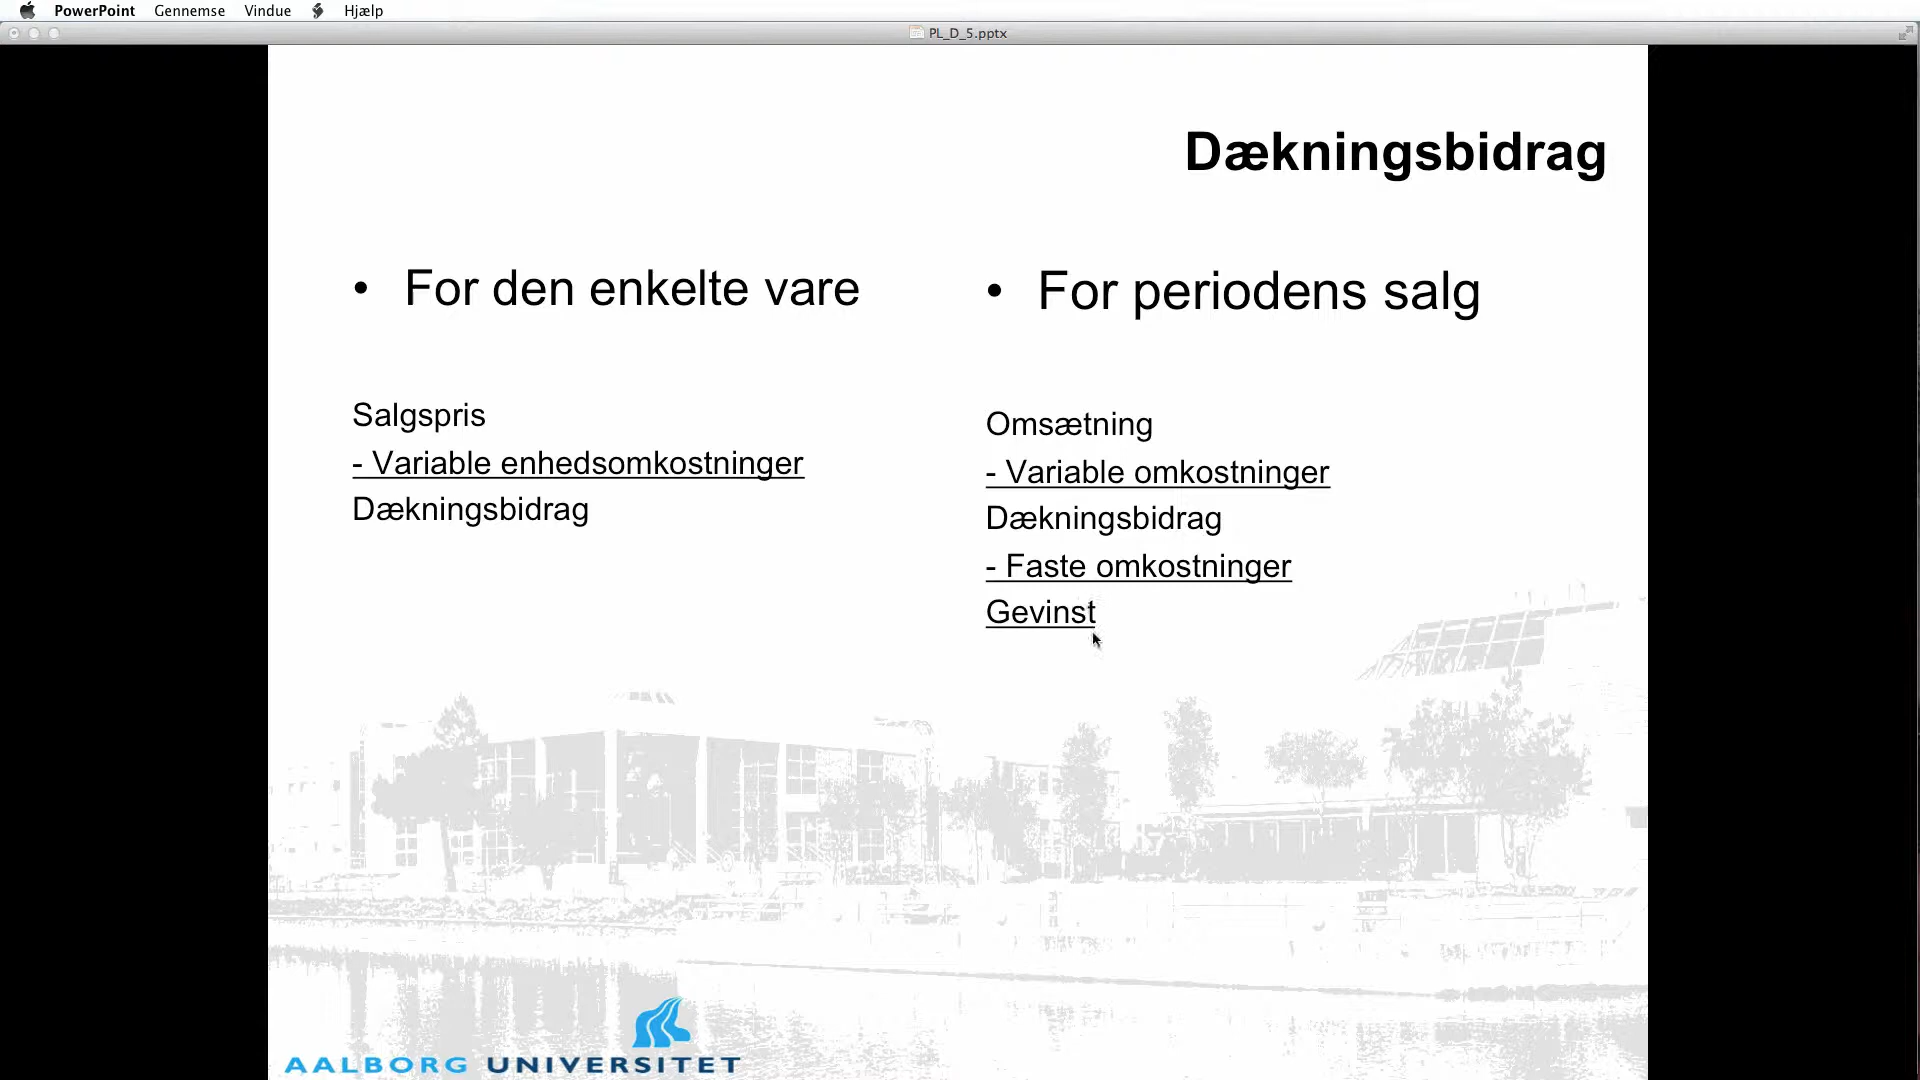 PowerPoint Gennemse Vindue Hjælp
PL_D_5.pptx
Dækningsbidrag
• For den enkelte vare
Salgspris
- Variable enhedsomkostninger
Dækningsbidrag
• For periodens salg
Omsætning
- Variable omkostninger
Dækningsbidrag
- Faste omkostninger
Gevinst
AALBORG UNIVERSITET